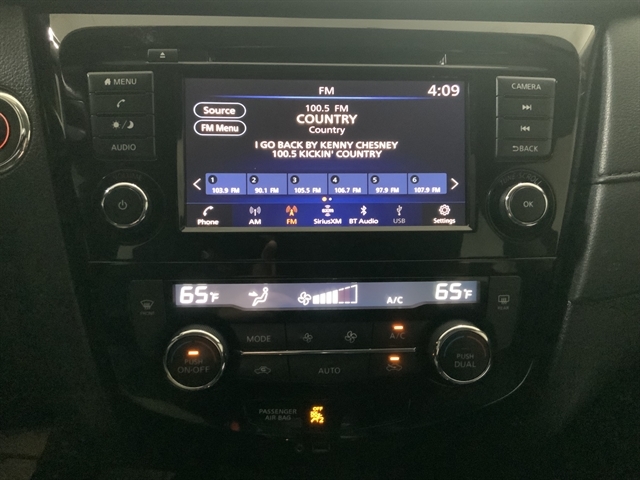 MENU
CAMERA
AUDIO
BACK
FM
4:09
Source
FM Menu
100.5 FM
COUNTRY
Country
I GO BACK BY KENNY CHESNEY
100.5 KICKIN' COUNTRY
1 2 3 4 5 6
103.9 FM 90.1 FM 105.5 FM 106.7 FM 97.9 FM 107.9 FM
Phone AM FM SiriusXM BT Audio USB Settings
OK
65°F A/C 65°F
MODE A/C
PUSH ON-OFF
AUTO
PUSH DUAL
PASSENGER AIR BAG
OFF